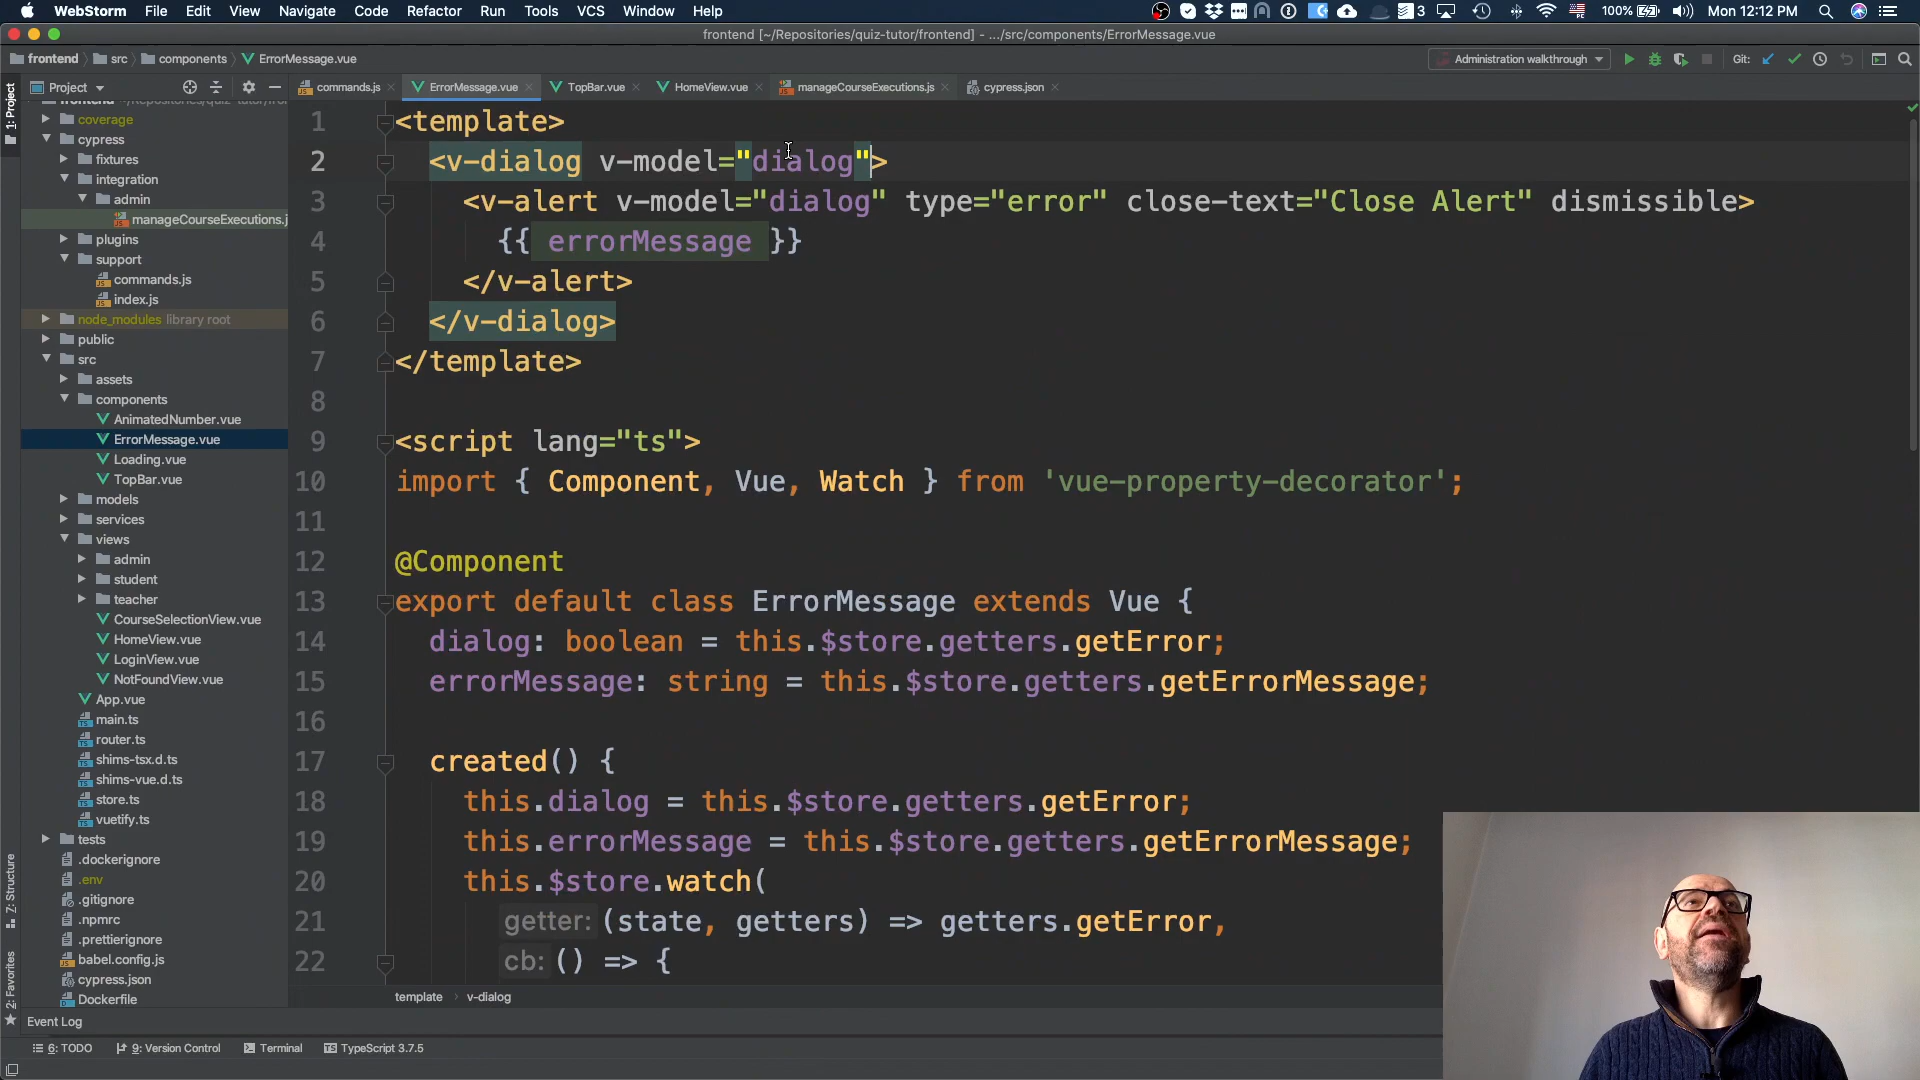 WebStorm File Edit View Navigate Code Refactor Run Tools VCS Window Help 3 100% Mon 12:12 PM
frontend [~/Repositories/quiz-tutor/frontend] - .../src/components/ErrorMessage.vue
frontend src components ErrorMessage.vue Administration walkthrough Git:
Project commands.js ErrorMessage.vue TopBar.vue HomeView.vue manageCourseExecutions.js cypress.json
1: Project
coverage
cypress
fixtures
integration
admin
manageCourseExecutions.j
plugins
support
commands.js
index.js
node_modules library root
public
src
assets
components
AnimatedNumber.vue
ErrorMessage.vue
Loading.vue
TopBar.vue
models
services
views
admin
student
teacher
CourseSelectionView.vue
HomeView.vue
LoginView.vue
NotFoundView.vue
App.vue
main.ts
router.ts
shims-tsx.d.ts
shims-vue.d.ts
store.ts
vuetify.ts
tests
.dockerignore
.env
.gitignore
.npmrc
.prettierignore
babel.config.js
cypress.json
Dockerfile
7: Structure
2: Favorites
1 <template>
2 <v-dialog v-model="dialog">
3 <v-alert v-model="dialog" type="error" close-text="Close Alert" dismissible>
4 {{ errorMessage }}
5 </v-alert>
6 </v-dialog>
7 </template>
8
9 <script lang="ts">
10 import { Component, Vue, Watch } from 'vue-property-decorator';
11
12 @Component
13 export default class ErrorMessage extends Vue {
14 dialog: boolean = this.$store.getters.getError;
15 errorMessage: string = this.$store.getters.getErrorMessage;
16
17 created() {
18 this.dialog = this.$store.getters.getError;
19 this.errorMessage = this.$store.getters.getErrorMessage;
20 this.$store.watch(
21 getter: (state, getters) => getters.getError,
22 cb: () => {
template › v-dialog
Event Log
6: TODO 9: Version Control Terminal TypeScript 3.7.5